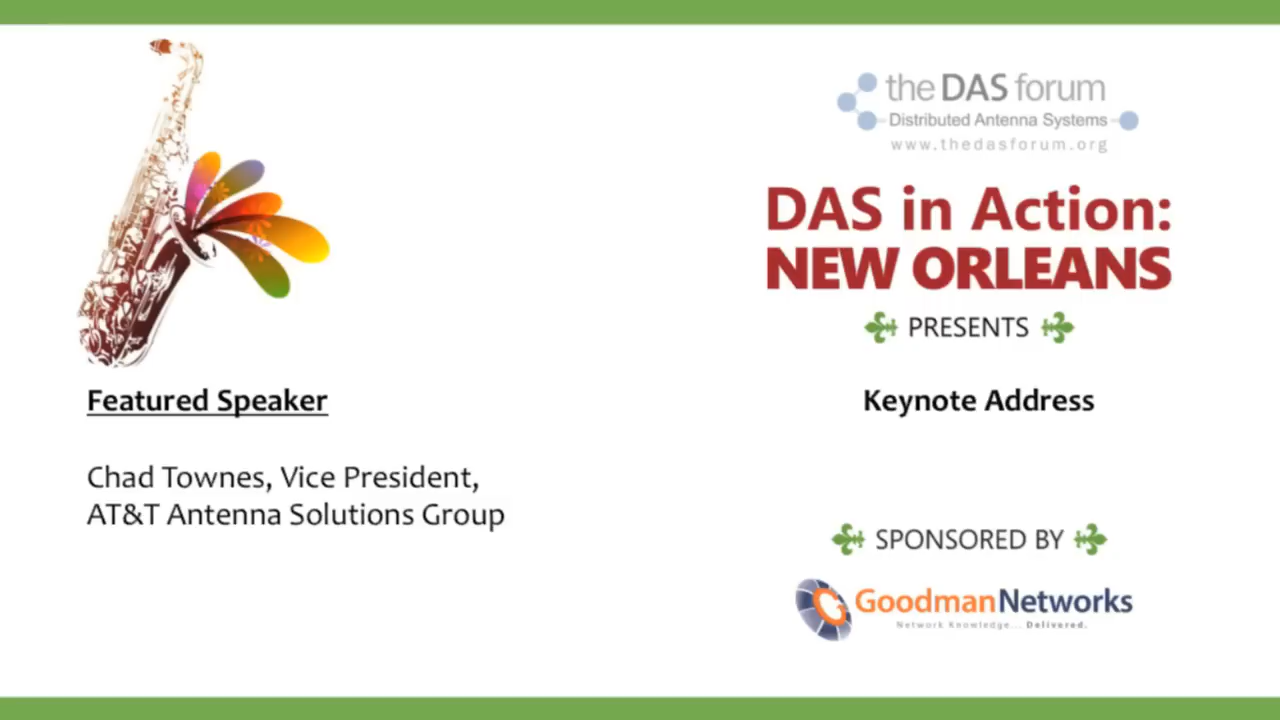 the DAS forum
Distributed Antenna Systems
www.thedasforum.org
DAS in Action:
NEW ORLEANS
PRESENTS
Featured Speaker
Keynote Address
Chad Townes, Vice President,
AT&T Antenna Solutions Group
SPONSORED BY
GoodmanNetworks
Network Knowledge... Delivered.